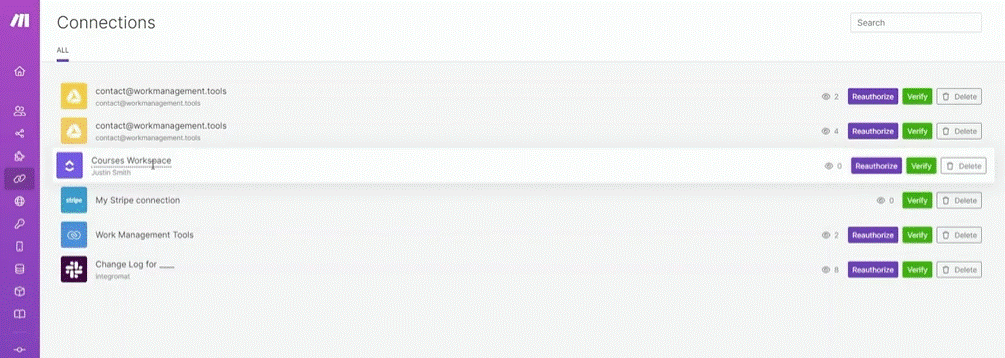 Connections
Search
ALL
contact@workmanagement.tools
contact@workmanagement.tools
2 Reauthorize Verify Delete
contact@workmanagement.tools
contact@workmanagement.tools
4 Reauthorize Verify Delete
Courses Workspace
Justin Smith
0 Reauthorize Verify Delete
stripe My Stripe connection
0 Verify Delete
Work Management Tools
2 Reauthorize Verify Delete
Change Log for ____
Integromat
8 Reauthorize Verify Delete